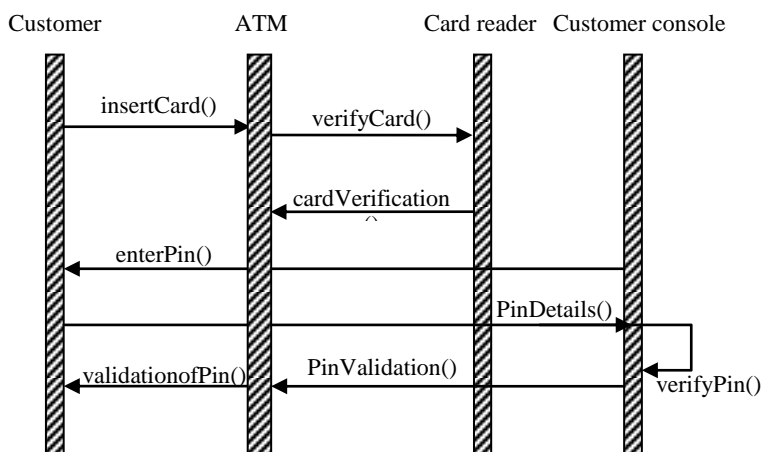 Customer ATM Card reader Customer console
insertCard()
verifyCard()
cardVerification
()
enterPin()
PinDetails()
validationofPin()
PinValidation()
verifyPin()